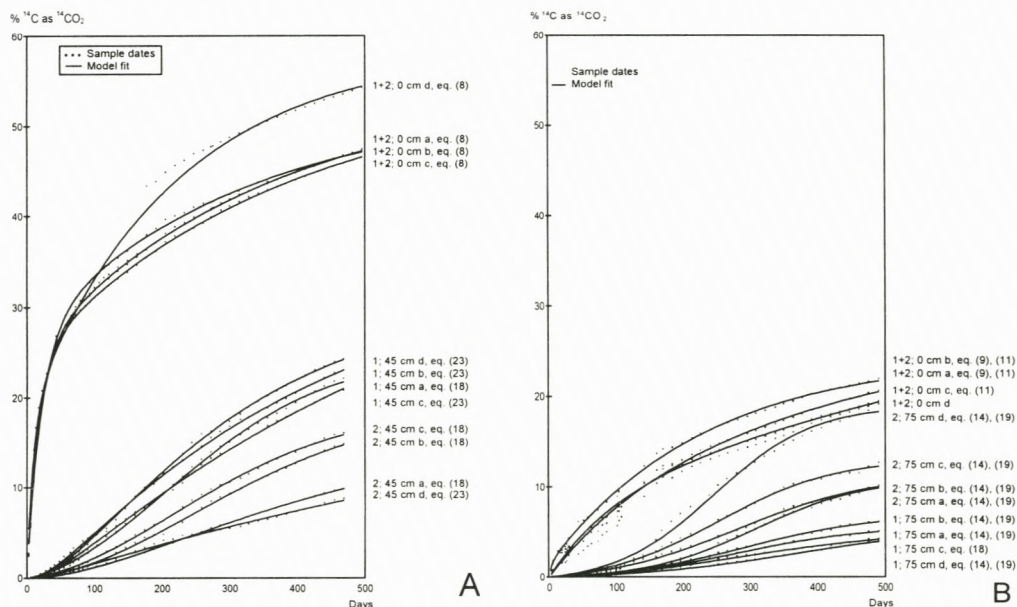 % ¹⁴C as ¹⁴CO₂
60
50
40
30
20
10
0
0
100
200
300
400
500
Days
Sample dates
Model fit
1+2; 0 cm d, eq. (8)
1+2; 0 cm a, eq. (8)
1+2; 0 cm b, eq. (8)
1+2; 0 cm c, eq. (8)
1; 45 cm d, eq. (23)
1; 45 cm b, eq. (23)
1; 45 cm a, eq. (18)
1; 45 cm c, eq. (23)
2; 45 cm c, eq. (18)
2; 45 cm b, eq. (18)
2; 45 cm a, eq. (18)
2; 45 cm d, eq. (23)
A
% ¹⁴C as ¹⁴CO₂
60
50
40
30
20
10
0
0
100
200
300
400
500
Days
Sample dates
Model fit
1+2; 0 cm b, eq. (9), (11)
1+2; 0 cm a, eq. (9), (11)
1+2; 0 cm c, eq. (11)
1+2; 0 cm d
2; 75 cm d, eq. (14), (19)
2; 75 cm c, eq. (14), (19)
2; 75 cm b, eq. (14), (19)
2; 75 cm a, eq. (14), (19)
1; 75 cm b, eq. (14), (19)
1; 75 cm a, eq. (14), (19)
1; 75 cm c, eq. (18)
1; 75 cm d, eq. (14), (19)
B